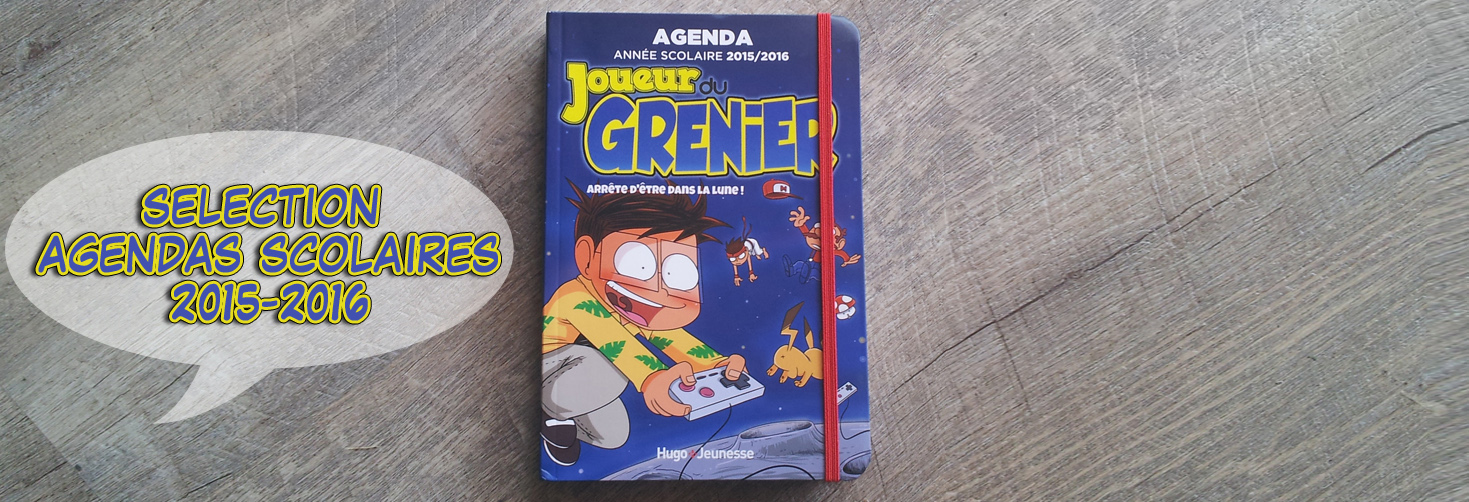 SELECTION
AGENDAS SCOLAIRES
2015-2016
AGENDA
ANNÉE SCOLAIRE 2015/2016
Joueur du
GRENIER
ARRÊTE D'ÊTRE DANS LA LUNE !
Hugo Jeunesse